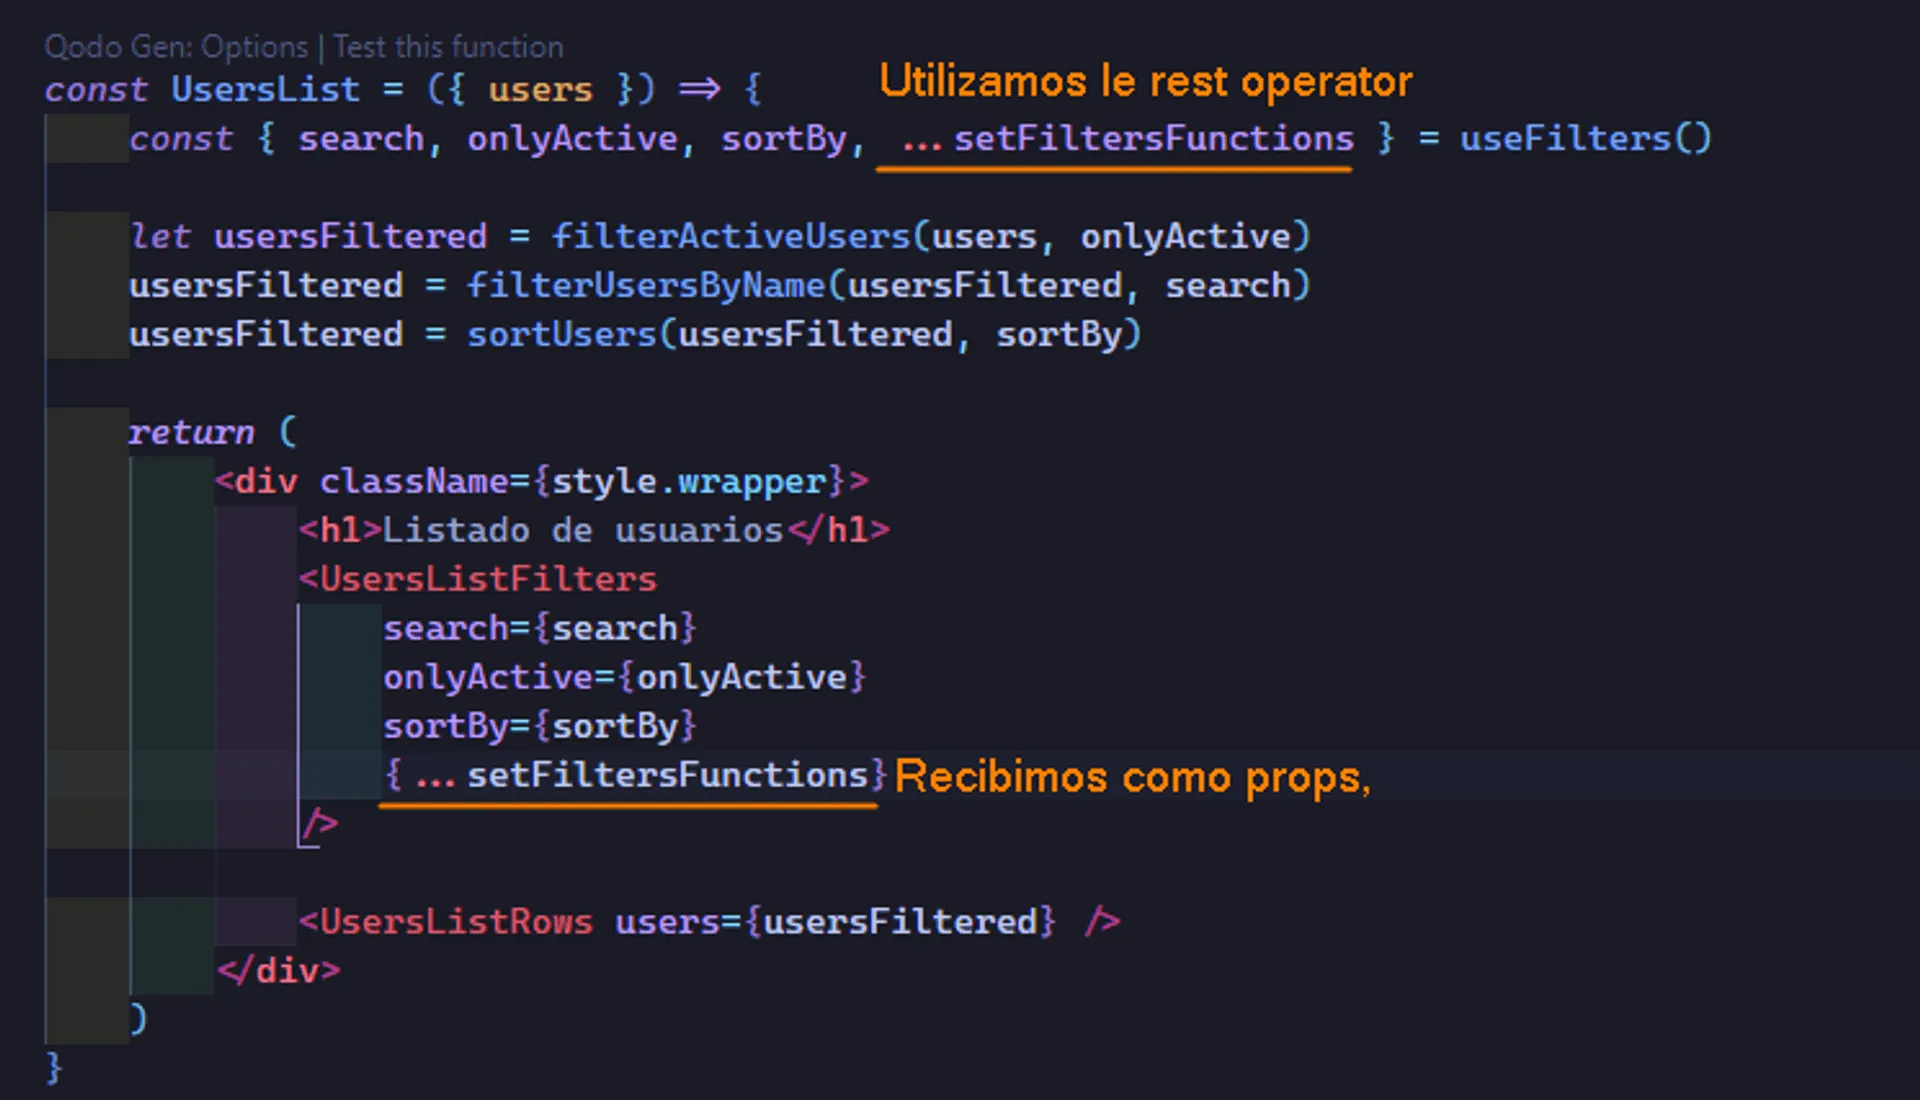 Qodo Gen: Options | Test this function
const UsersList = ({ users }) => {
Utilizamos le rest operator
const { search, onlyActive, sortBy, ...setFiltersFunctions } = useFilters()
let usersFiltered = filterActiveUsers(users, onlyActive)
usersFiltered = filterUsersByName(usersFiltered, search)
usersFiltered = sortUsers(usersFiltered, sortBy)
return (
<div className={style.wrapper}>
<h1>Listado de usuarios</h1>
<UsersListFilters
search={search}
onlyActive={onlyActive}
sortBy={sortBy}
{...setFiltersFunctions} Recibimos como props,
/>
<UsersListRows users={usersFiltered} />
</div>
)
}